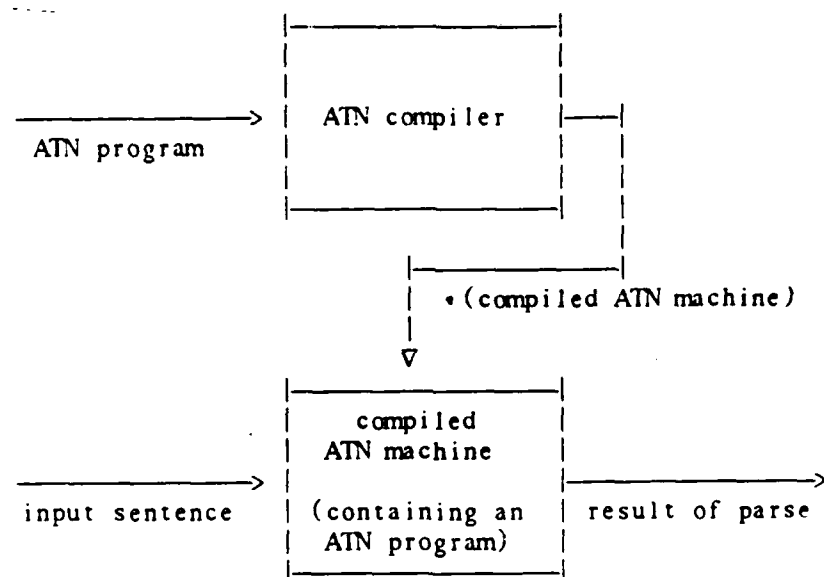 ATN compiler
ATN program
(compiled ATN machine)
compiled
ATN machine
input sentence
(containing an
ATN program)
result of parse